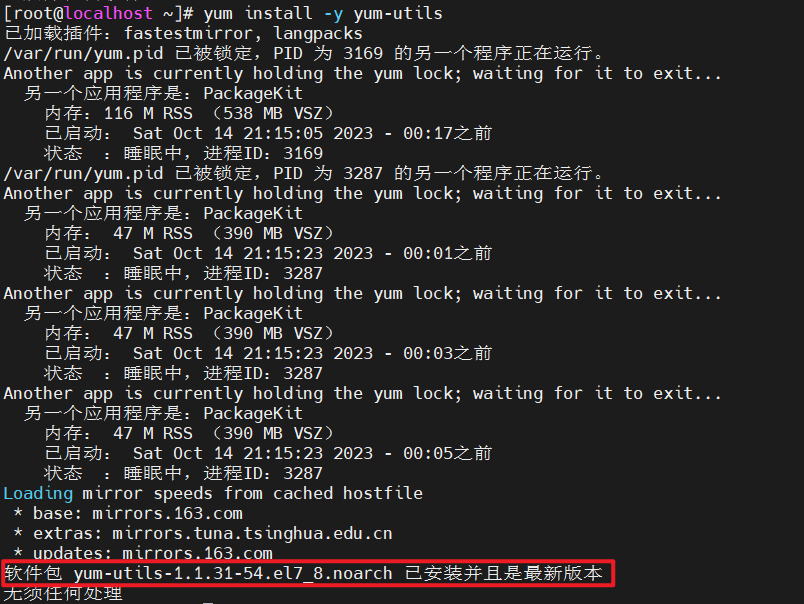 [root@localhost ~]# yum install -y yum-utils
已加载插件：fastestmirror, langpacks
/var/run/yum.pid 已被锁定，PID 为 3169 的另一个程序正在运行。
Another app is currently holding the yum lock; waiting for it to exit...
另一个应用程序是：PackageKit
内存：116 M RSS （538 MB VSZ）
已启动： Sat Oct 14 21:15:05 2023 - 00:17之前
状态 ：睡眠中，进程ID：3169
/var/run/yum.pid 已被锁定，PID 为 3287 的另一个程序正在运行。
Another app is currently holding the yum lock; waiting for it to exit...
另一个应用程序是：PackageKit
内存： 47 M RSS （390 MB VSZ）
已启动： Sat Oct 14 21:15:23 2023 - 00:01之前
状态 ：睡眠中，进程ID：3287
Another app is currently holding the yum lock; waiting for it to exit...
另一个应用程序是：PackageKit
内存： 47 M RSS （390 MB VSZ）
已启动： Sat Oct 14 21:15:23 2023 - 00:03之前
状态 ：睡眠中，进程ID：3287
Another app is currently holding the yum lock; waiting for it to exit...
另一个应用程序是：PackageKit
内存： 47 M RSS （390 MB VSZ）
已启动： Sat Oct 14 21:15:23 2023 - 00:05之前
状态 ：睡眠中，进程ID：3287
Loading mirror speeds from cached hostfile
* base: mirrors.163.com
* extras: mirrors.tuna.tsinghua.edu.cn
* updates: mirrors.163.com
软件包 yum-utils-1.1.31-54.el7_8.noarch 已安装并且是最新版本
无须任何处理